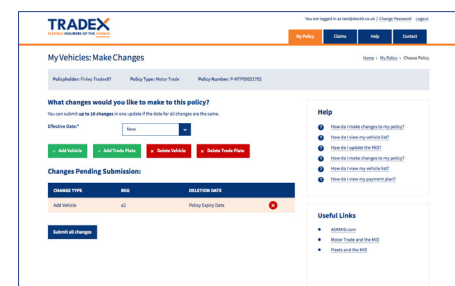 TRADEX
FLEXIBLE INSURERS OF THE UNIQUE
You are logged in as test@dock9.co.uk | Change Password Logout
My Policy Claims Help Contact
My Vehicles: Make Changes
Home > My Policy > Choose Policy
Policyholder: Finley Tradex07 Policy Type: Motor Trade Policy Number:
What changes would you like to make to this policy?
You can submit up to 10 changes in one update if the date for all changes are the same.
Effective Date:* Now
Add Vehicle Add Trade Plate × Delete Vehicle × Delete Trade Plate
Changes Pending Submission:
CHANGE TYPE REG DELETION DATE
Add Vehicle a2 Policy Expiry Date
Submit all changes
Help
How do I make changes to my policy?
How do I view my vehicle list?
How do I update the MID?
How do I make changes to my policy?
How do I view my vehicle list?
How do I view my payment plan?
Useful Links
ASKMID.com
Motor Trade and the MID
Fleets and the MID